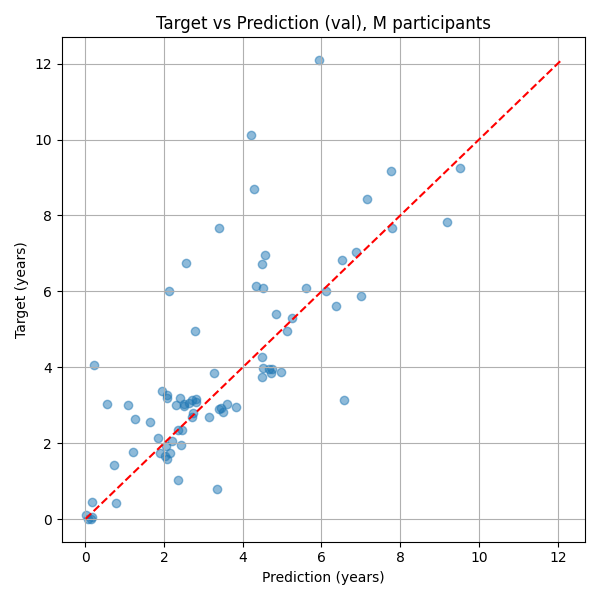 Target vs Prediction (val), M participants
12
10
8
6
4
2
0
Target (years)
0 2 4 6 8 10 12
Prediction (years)